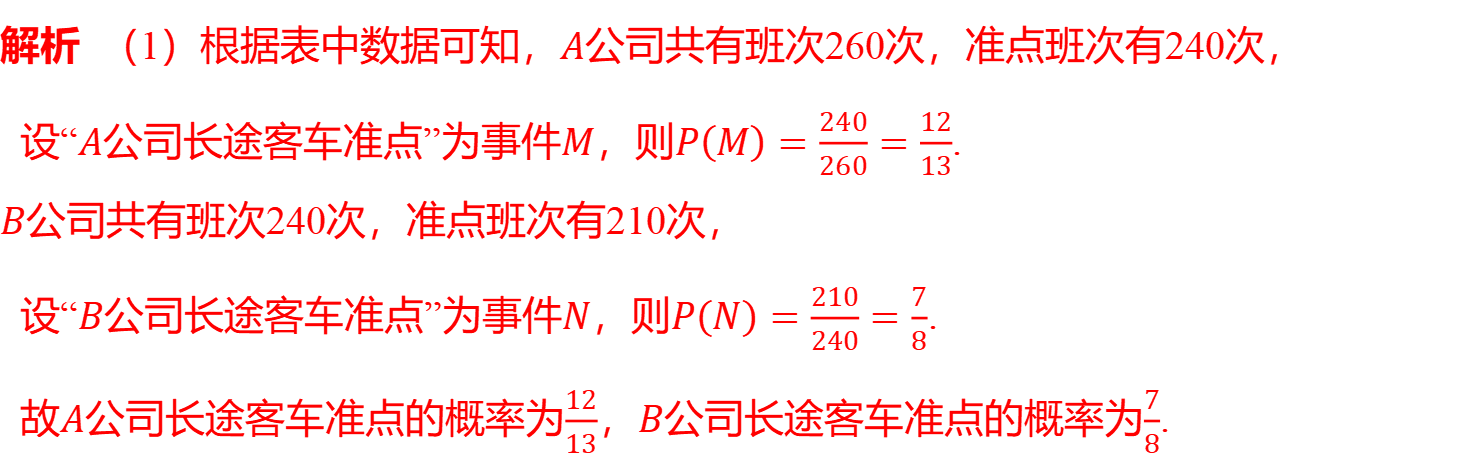 解析 （1）根据表中数据可知，A公司共有班次260次，准点班次有240次，
设“A公司长途客车准点”为事件M，则P(M) = 240/260 = 12/13.
B公司共有班次240次，准点班次有210次，
设“B公司长途客车准点”为事件N，则P(N) = 210/240 = 7/8.
故A公司长途客车准点的概率为12/13，B公司长途客车准点的概率为7/8.